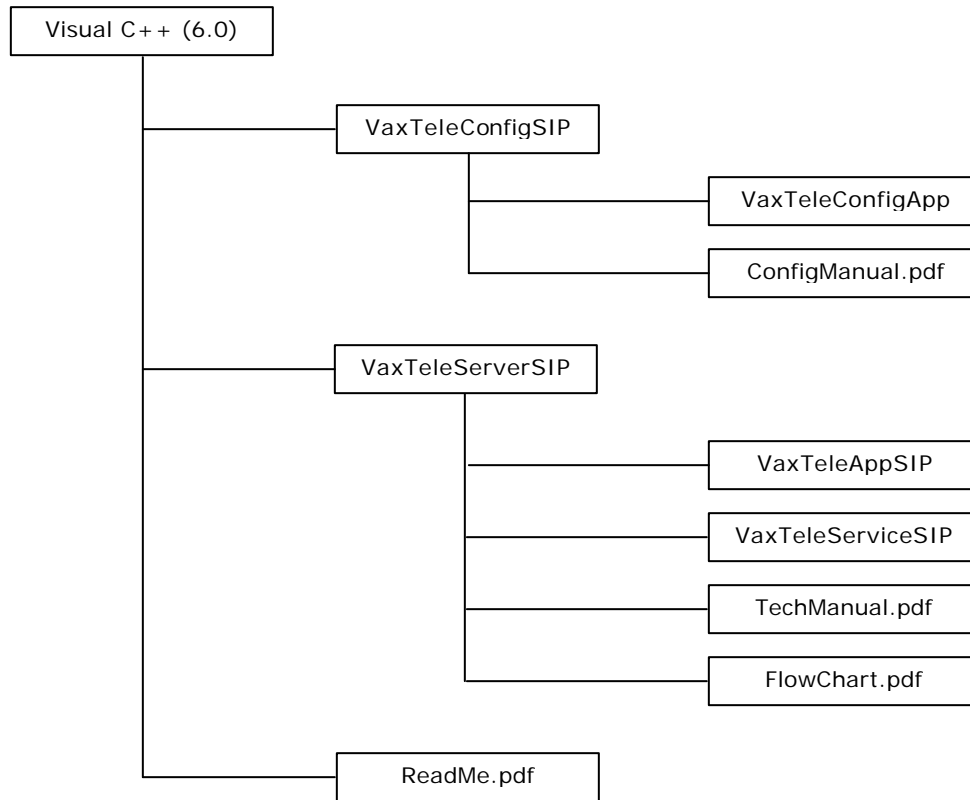 Visual C++ (6.0)
VaxTeleConfigSIP
VaxTeleConfigApp
ConfigManual.pdf
VaxTeleServerSIP
VaxTeleAppSIP
VaxTeleServiceSIP
TechManual.pdf
FlowChart.pdf
ReadMe.pdf